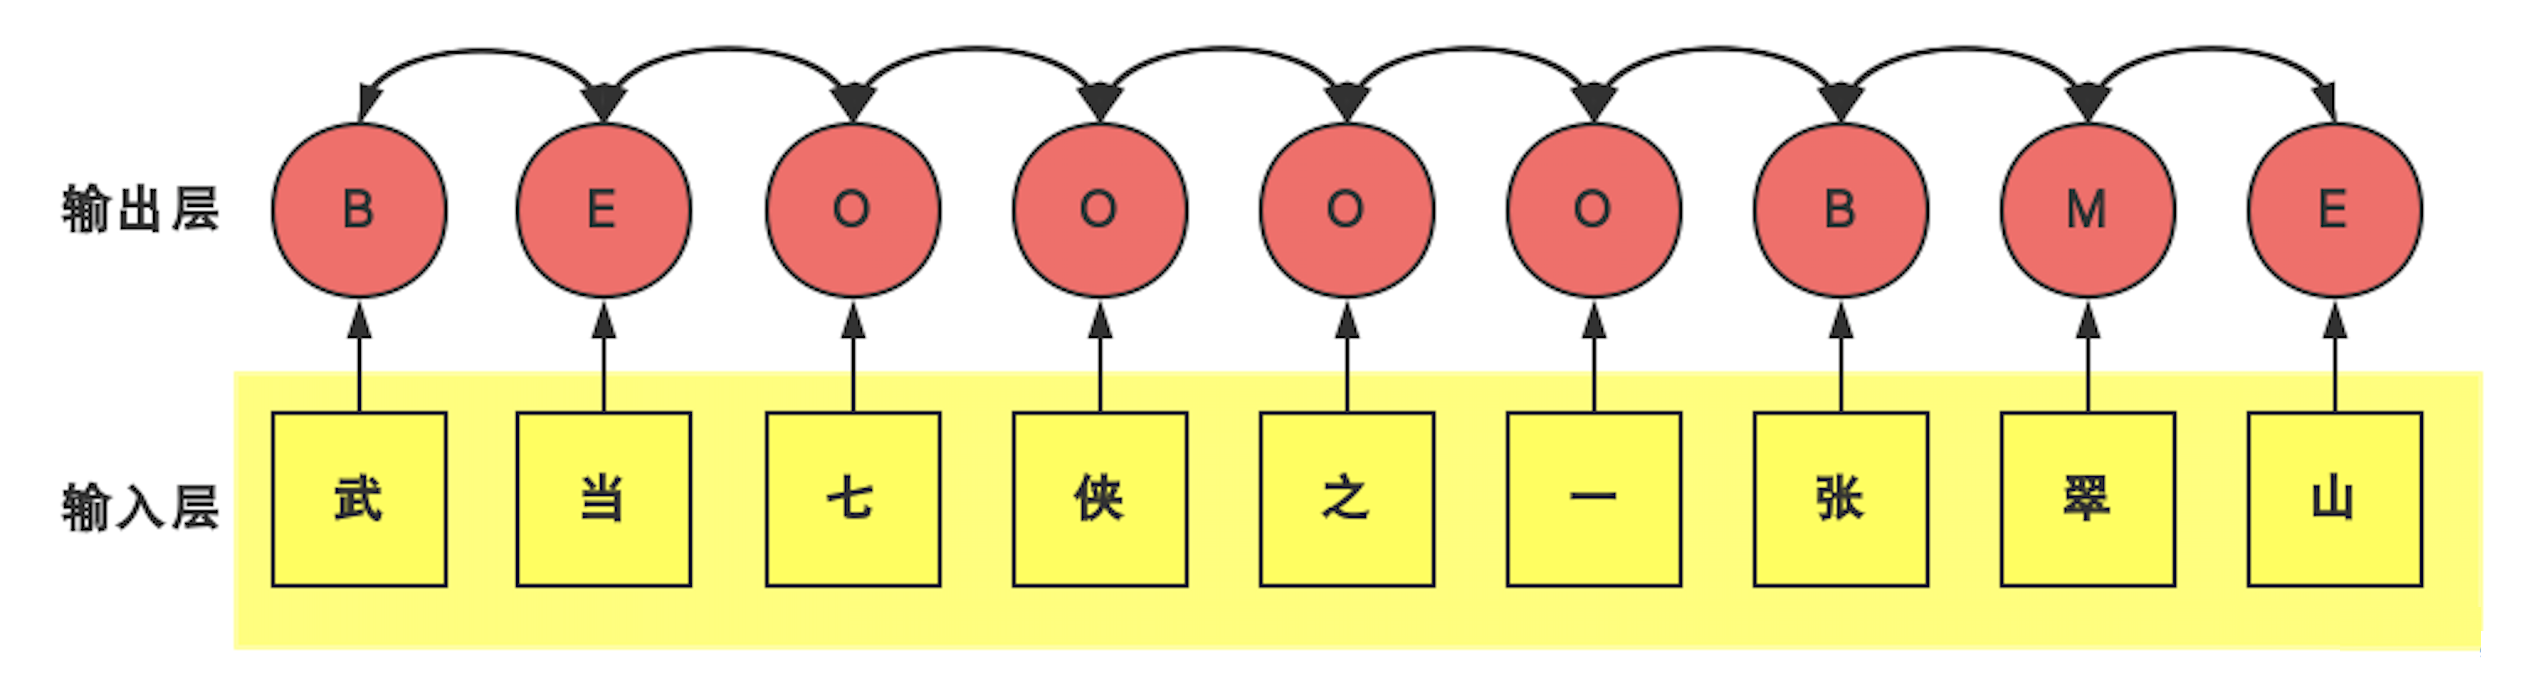 输出层 B E O O O O B M E
输入层 武 当 七 侠 之 一 张 翠 山